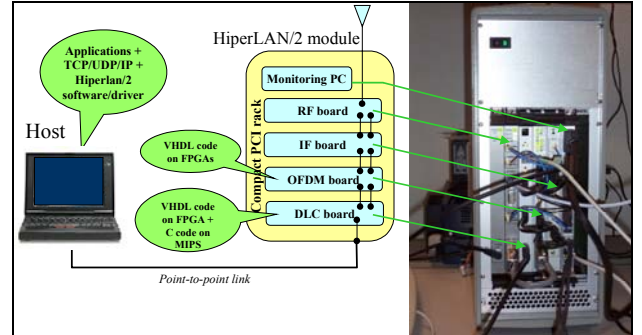 Applications +
TCP/UDP/IP +
Hiperlan/2
software/driver
HiperLAN/2 module
Host
Compact PCI rack
Monitoring PC
RF board
IF board
VHDL code
on FPGAs
OFDM board
VHDL code
on FPGA +
C code on
MIPS
DLC board
Point-to-point link